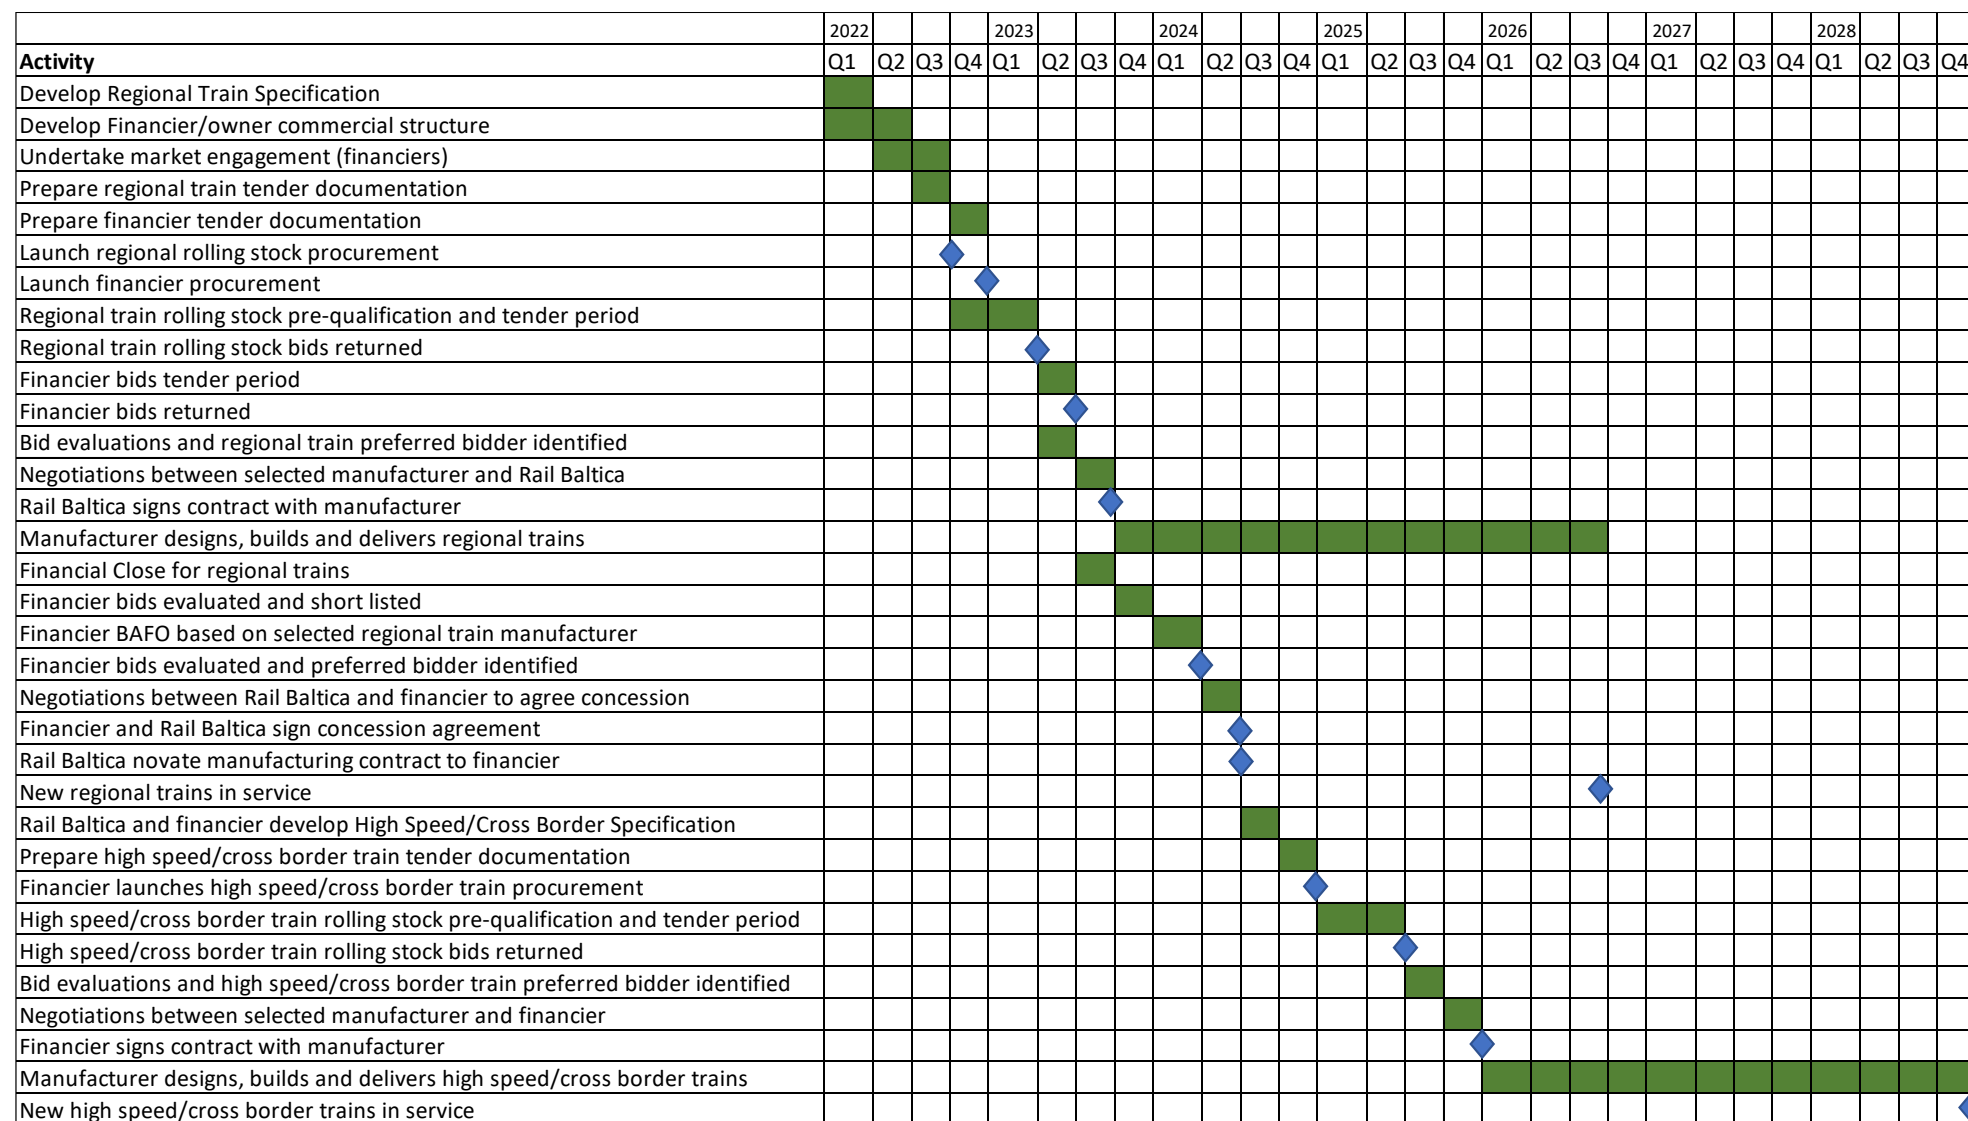 2022 2023 2024 2025 2026 2027 2028
Activity Q1 Q2 Q3 Q4 Q1 Q2 Q3 Q4 Q1 Q2 Q3 Q4 Q1 Q2 Q3 Q4 Q1 Q2 Q3 Q4 Q1 Q2 Q3 Q4 Q1 Q2 Q3 Q4
Develop Regional Train Specification
Develop Financier/owner commercial structure
Undertake market engagement (financiers)
Prepare regional train tender documentation
Prepare financier tender documentation
Launch regional rolling stock procurement
Launch financier procurement
Regional train rolling stock pre-qualification and tender period
Regional train rolling stock bids returned
Financier bids tender period
Financier bids returned
Bid evaluations and regional train preferred bidder identified
Negotiations between selected manufacturer and Rail Baltica
Rail Baltica signs contract with manufacturer
Manufacturer designs, builds and delivers regional trains
Financial Close for regional trains
Financier bids evaluated and short listed
Financier BAFO based on selected regional train manufacturer
Financier bids evaluated and preferred bidder identified
Negotiations between Rail Baltica and financier to agree concession
Financier and Rail Baltica sign concession agreement
Rail Baltica novate manufacturing contract to financier
New regional trains in service
Rail Baltica and financier develop High Speed/Cross Border Specification
Prepare high speed/cross border train tender documentation
Financier launches high speed/cross border train procurement
High speed/cross border train rolling stock pre-qualification and tender period
High speed/cross border train rolling stock bids returned
Bid evaluations and high speed/cross border train preferred bidder identified
Negotiations between selected manufacturer and financier
Financier signs contract with manufacturer
Manufacturer designs, builds and delivers high speed/cross border trains
New high speed/cross border trains in service